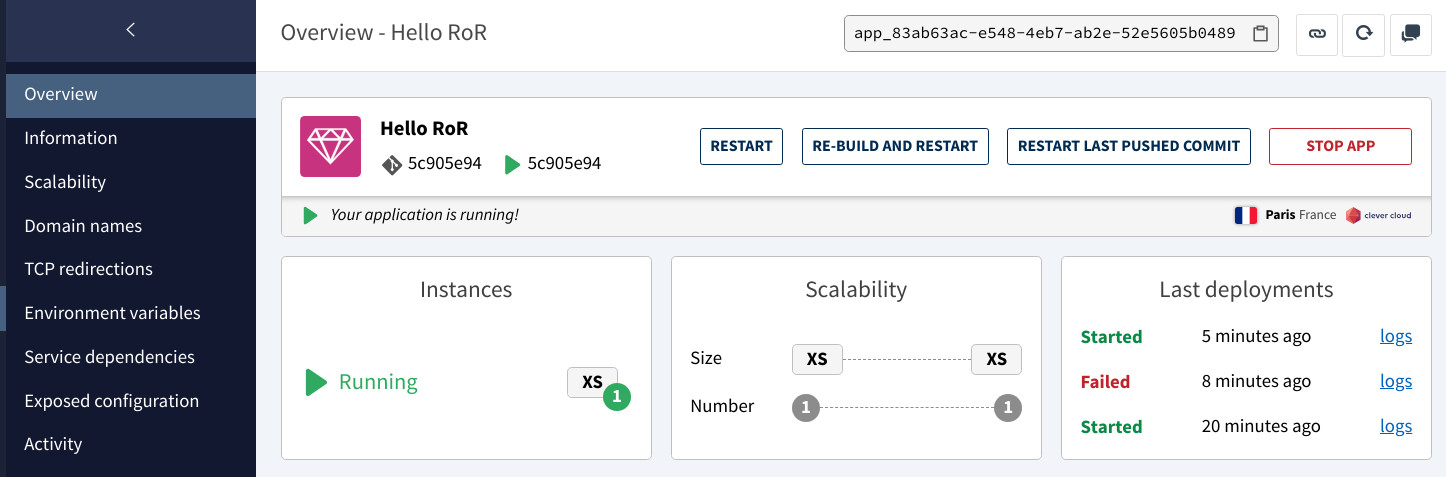 Overview - Hello RoR
app_83ab63ac-e548-4eb7-ab2e-52e5605b0489
Overview
Information
Scalability
Domain names
TCP redirections
Environment variables
Service dependencies
Exposed configuration
Activity
Hello RoR
5c905e94 5c905e94
RESTART
RE-BUILD AND RESTART
RESTART LAST PUSHED COMMIT
STOP APP
Your application is running!
Paris France clever cloud
Instances
Running XS 1
Scalability
Size XS XS
Number 1 1
Last deployments
Started 5 minutes ago logs
Failed 8 minutes ago logs
Started 20 minutes ago logs